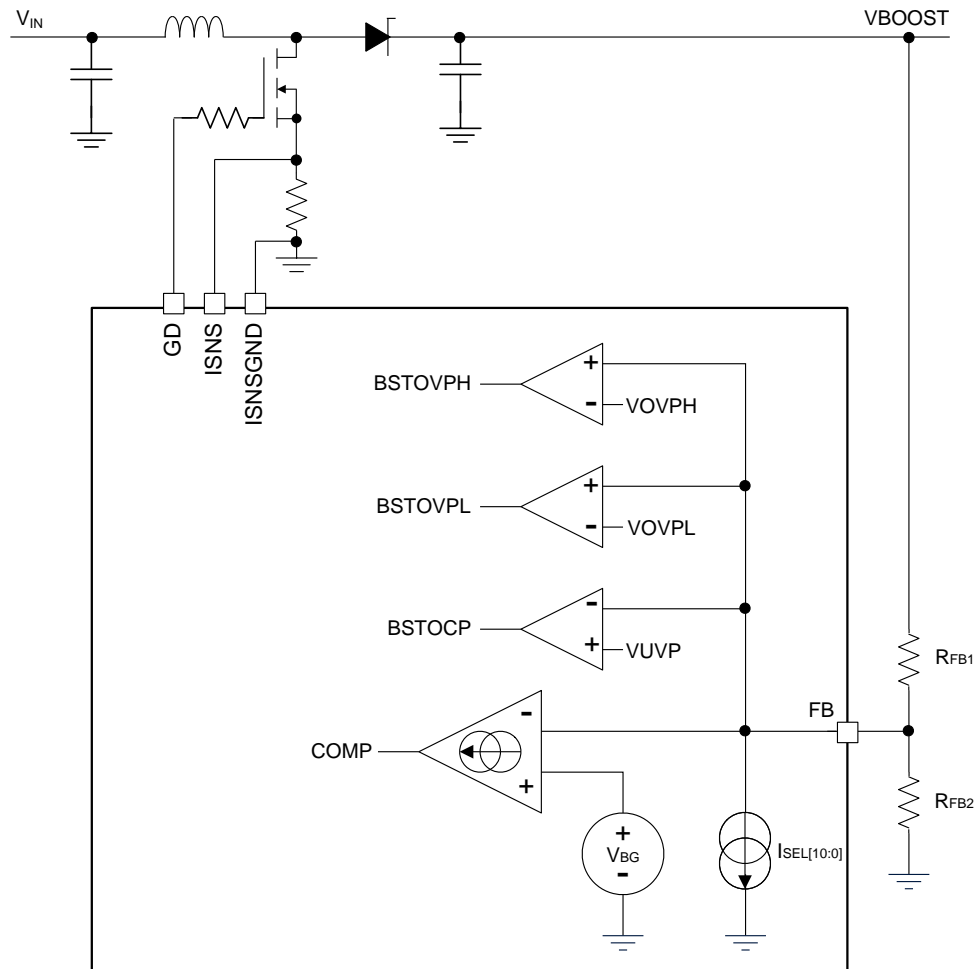 VIN
VBOOST
GD
ISNS
ISNSGND
+
BSTOVPH
-
VOVPH
+
BSTOVPL
-
VOVPL
-
BSTOCP
+
VUVP
RFB1
FB
-
COMP
+
RFB2
+
VBG
-
ISEL[10:0]